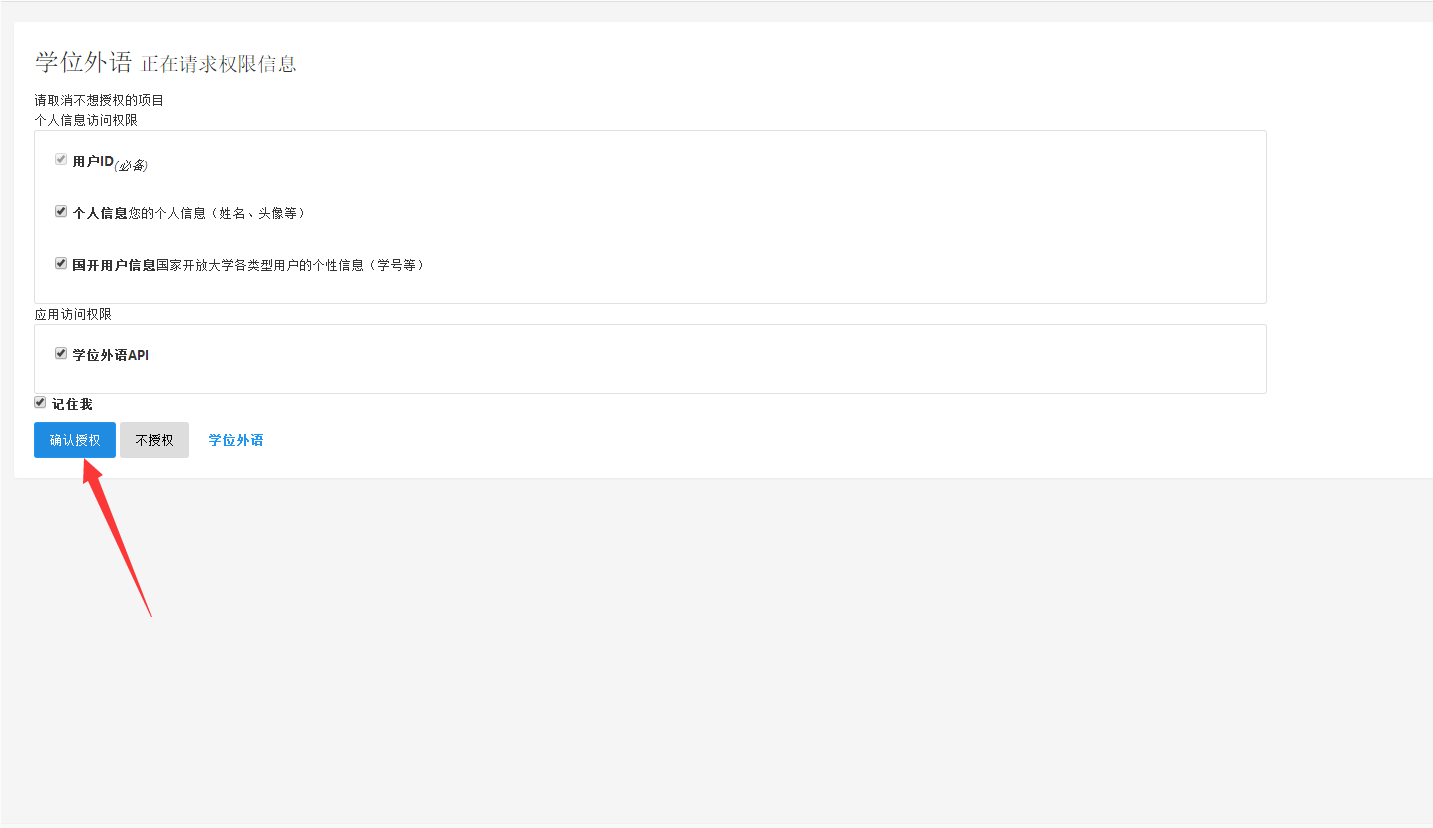 学位外语 正在请求权限信息
请取消不想授权的项目
个人信息访问权限
用户ID(必备)
个人信息您的个人信息（姓名、头像等）
国开用户信息国家开放大学各类型用户的个性信息（学号等）
应用访问权限
学位外语API
记住我
确认授权 不授权 学位外语